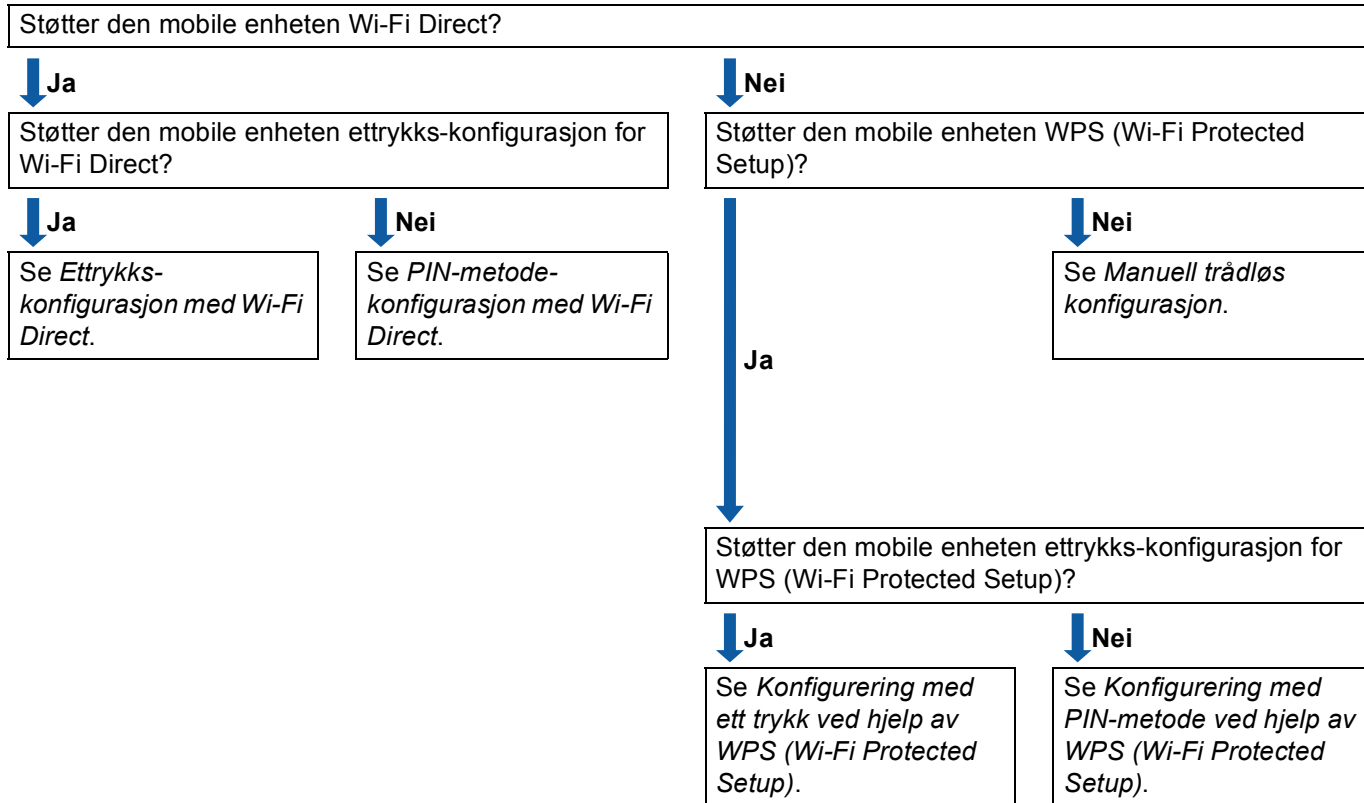 Støtter den mobile enheten Wi-Fi Direct?
Ja
Nei
Støtter den mobile enheten ettrykks-konfigurasjon for
Wi-Fi Direct?
Støtter den mobile enheten WPS (Wi-Fi Protected
Setup)?
Ja
Nei
Nei
Se Ettrykks-
konfigurasjon med Wi-Fi
Direct.
Se PIN-metode-
konfigurasjon med Wi-Fi
Direct.
Se Manuell trådløs
konfigurasjon.
Ja
Støtter den mobile enheten ettrykks-konfigurasjon for
WPS (Wi-Fi Protected Setup)?
Ja
Nei
Se Konfigurering med
ett trykk ved hjelp av
WPS (Wi-Fi Protected
Setup).
Se Konfigurering med
PIN-metode ved hjelp av
WPS (Wi-Fi Protected
Setup).